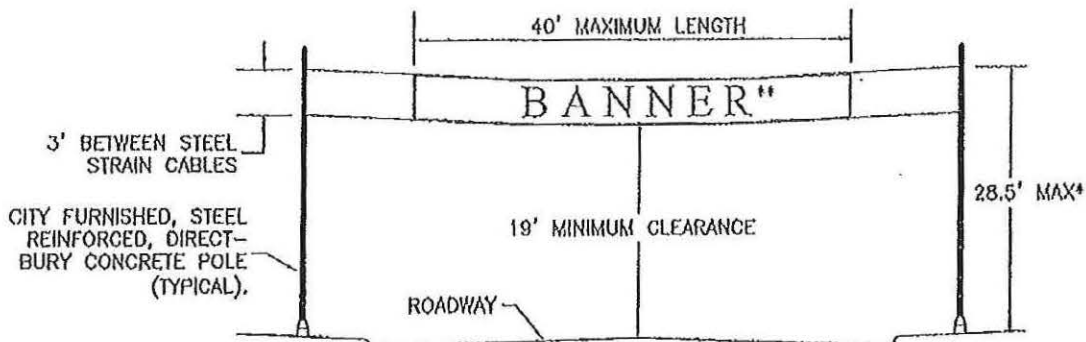 40' MAXIMUM LENGTH
BANNER**
3' BETWEEN STEEL
STRAIN CABLES
28.5' MAX*
CITY FURNISHED, STEEL
REINFORCED, DIRECT-
BURY CONCRETE POLE
(TYPICAL).
19' MINIMUM CLEARANCE
ROADWAY